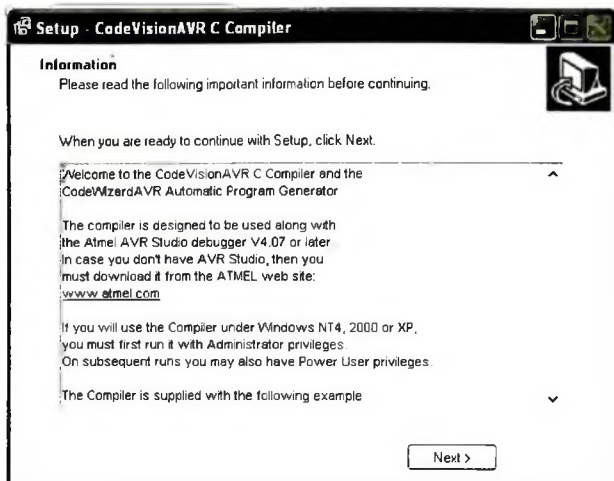 Setup - CodeVisionAVR C Compiler
Information
Please read the following important information before continuing.
When you are ready to continue with Setup, click Next.
Welcome to the CodeVisionAVR C Compiler and the
CodeWizardAVR Automatic Program Generator
The compiler is designed to be used along with
the Atmel AVR Studio debugger V4.07 or later
In case you don't have AVR Studio, then you
must download it from the ATMEL web site:
www atmel com
If you will use the Compiler under Windows NT4, 2000 or XP,
you must first run it with Administrator privileges.
On subsequent runs you may also have Power User privileges.
The Compiler is supplied with the following example
Next >